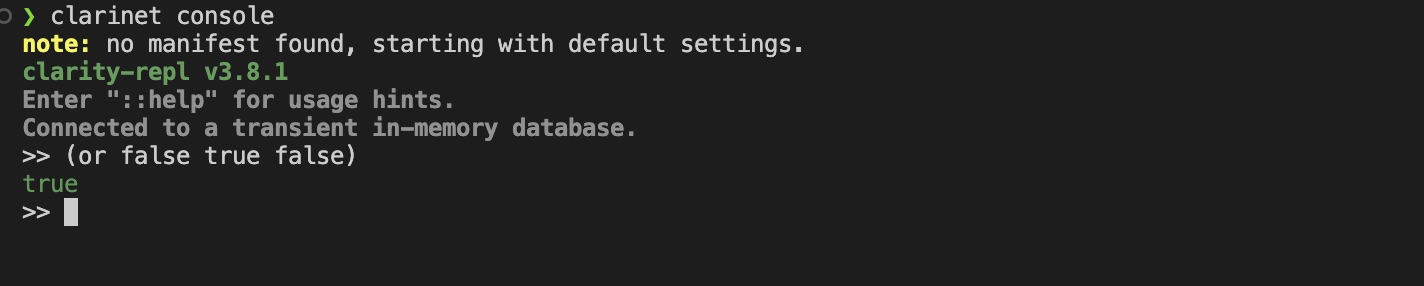 ❯ clarinet console
note: no manifest found, starting with default settings.
clarity-repl v3.8.1
Enter "::help" for usage hints.
Connected to a transient in-memory database.
>> (or false true false)
true
>>